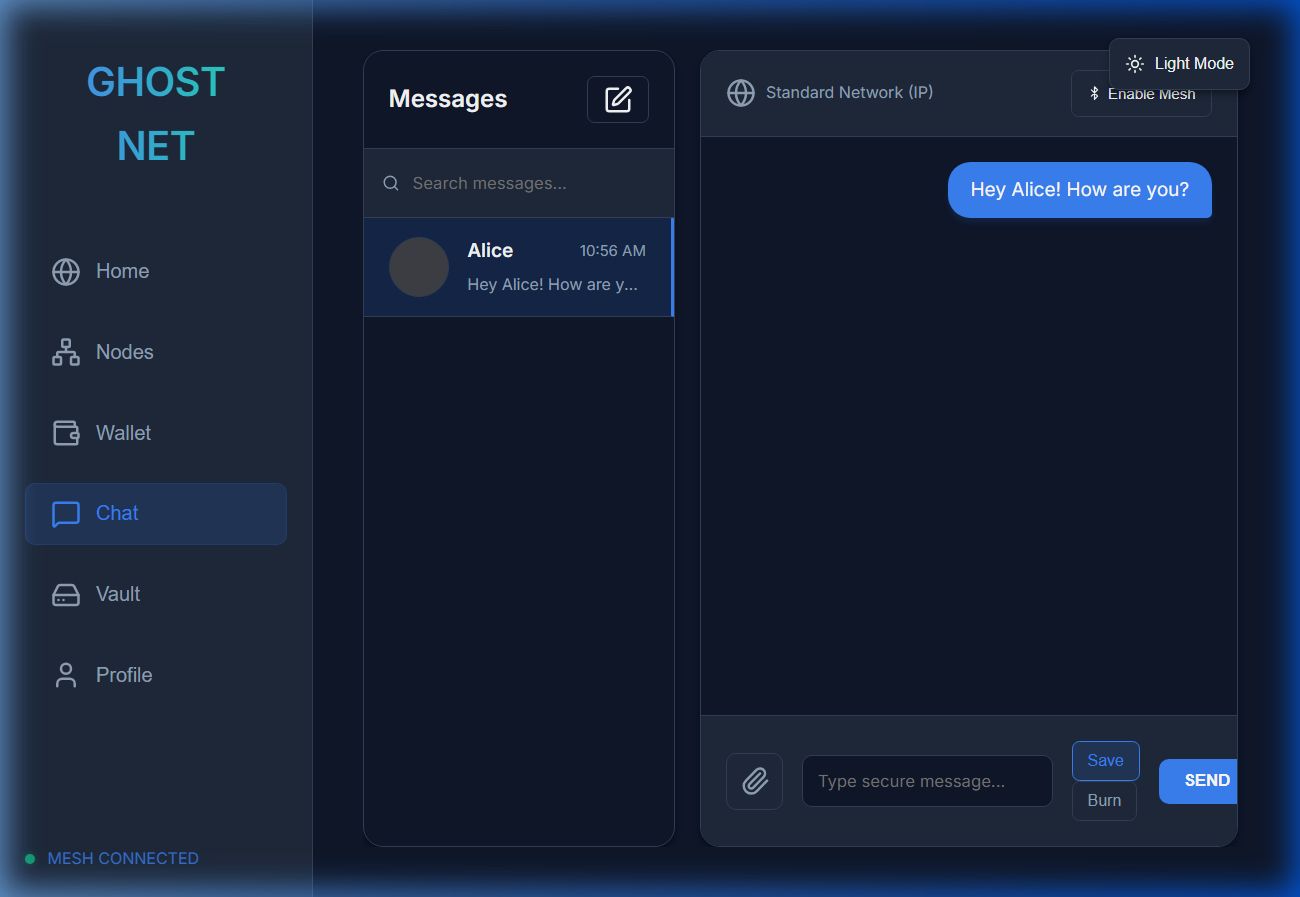 GHOST
NET
Home
Nodes
Wallet
Chat
Vault
Profile
MESH CONNECTED
Messages
Search messages...
Alice
10:56 AM
Hey Alice! How are y...
Standard Network (IP)
Light Mode
Enable Mesh
Hey Alice! How are you?
Type secure message...
Save
Burn
SEND